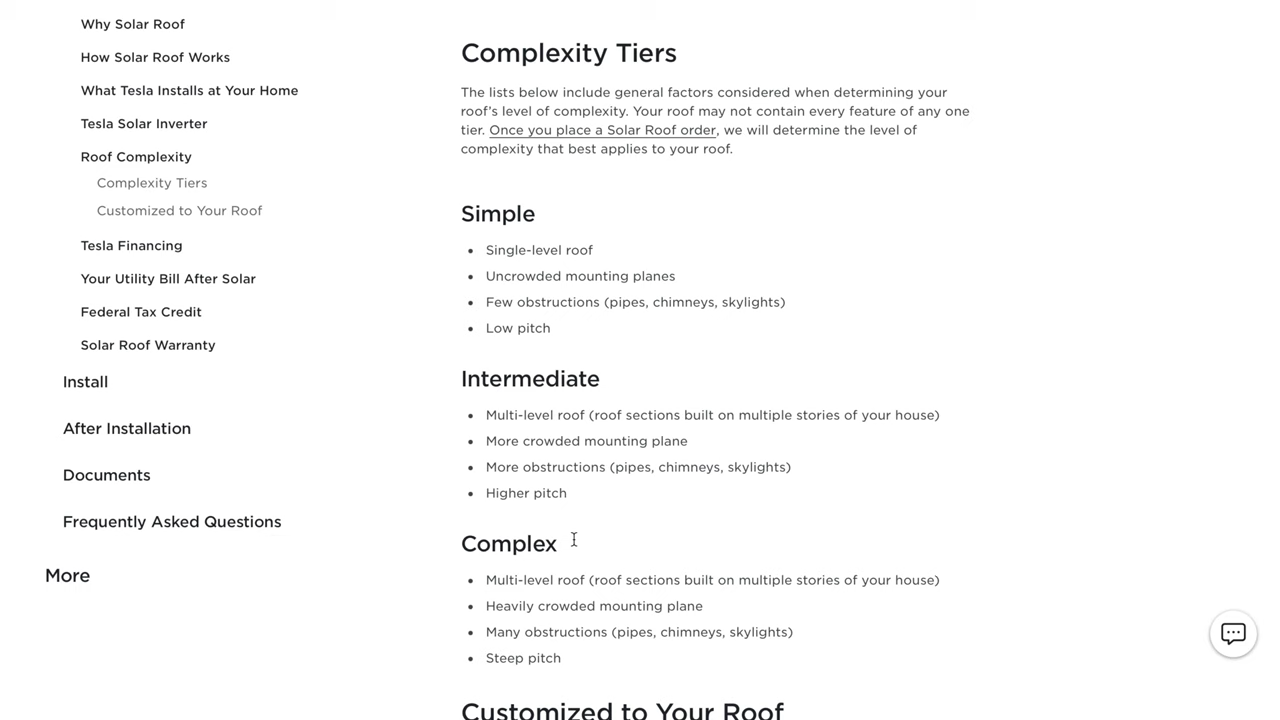 Why Solar Roof
How Solar Roof Works
What Tesla Installs at Your Home
Tesla Solar Inverter
Roof Complexity
Complexity Tiers
Customized to Your Roof
Tesla Financing
Your Utility Bill After Solar
Federal Tax Credit
Solar Roof Warranty
Install
After Installation
Documents
Frequently Asked Questions
More
Complexity Tiers
The lists below include general factors considered when determining your
roof's level of complexity. Your roof may not contain every feature of any one
tier. Once you place a Solar Roof order, we will determine the level of
complexity that best applies to your roof.
Simple
• Single-level roof
• Uncrowded mounting planes
• Few obstructions (pipes, chimneys, skylights)
• Low pitch
Intermediate
• Multi-level roof (roof sections built on multiple stories of your house)
• More crowded mounting plane
• More obstructions (pipes, chimneys, skylights)
• Higher pitch
Complex
• Multi-level roof (roof sections built on multiple stories of your house)
• Heavily crowded mounting plane
• Many obstructions (pipes, chimneys, skylights)
• Steep pitch
Customized to Your Roof